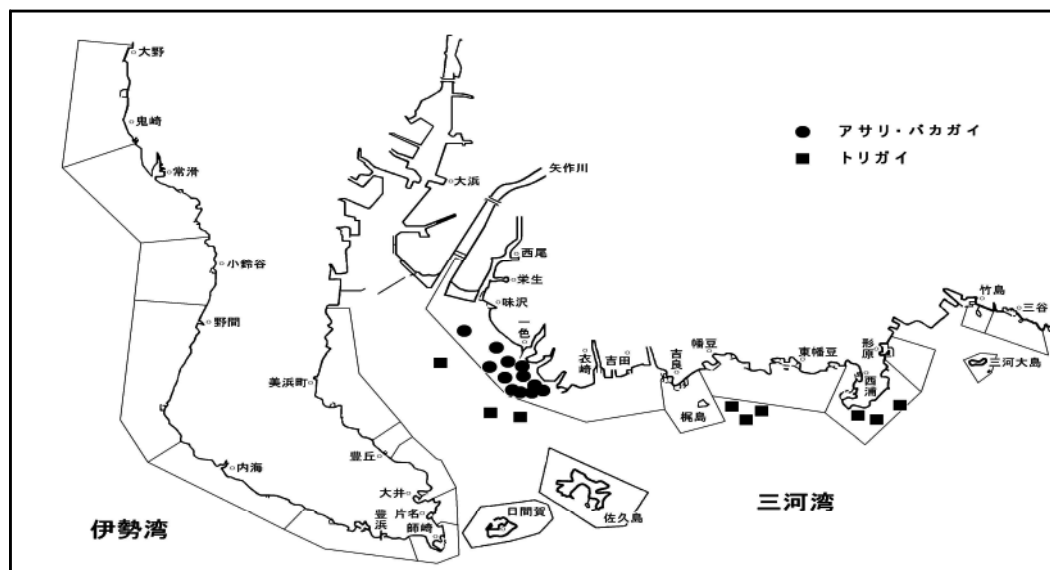 大野
鬼崎
常滑
小鈴谷
野間
美浜町
豊丘
内海
大井
片名
豊浜
師崎
伊勢湾
大浜
矢作川
西尾
栄生
味沢
一色
衣崎
吉田
吉良
幡豆
東幡豆
形原
西浦
竹島
三谷
三河大島
梶島
日間賀
佐久島
三河湾
アサリ・バカガイ
トリガイ